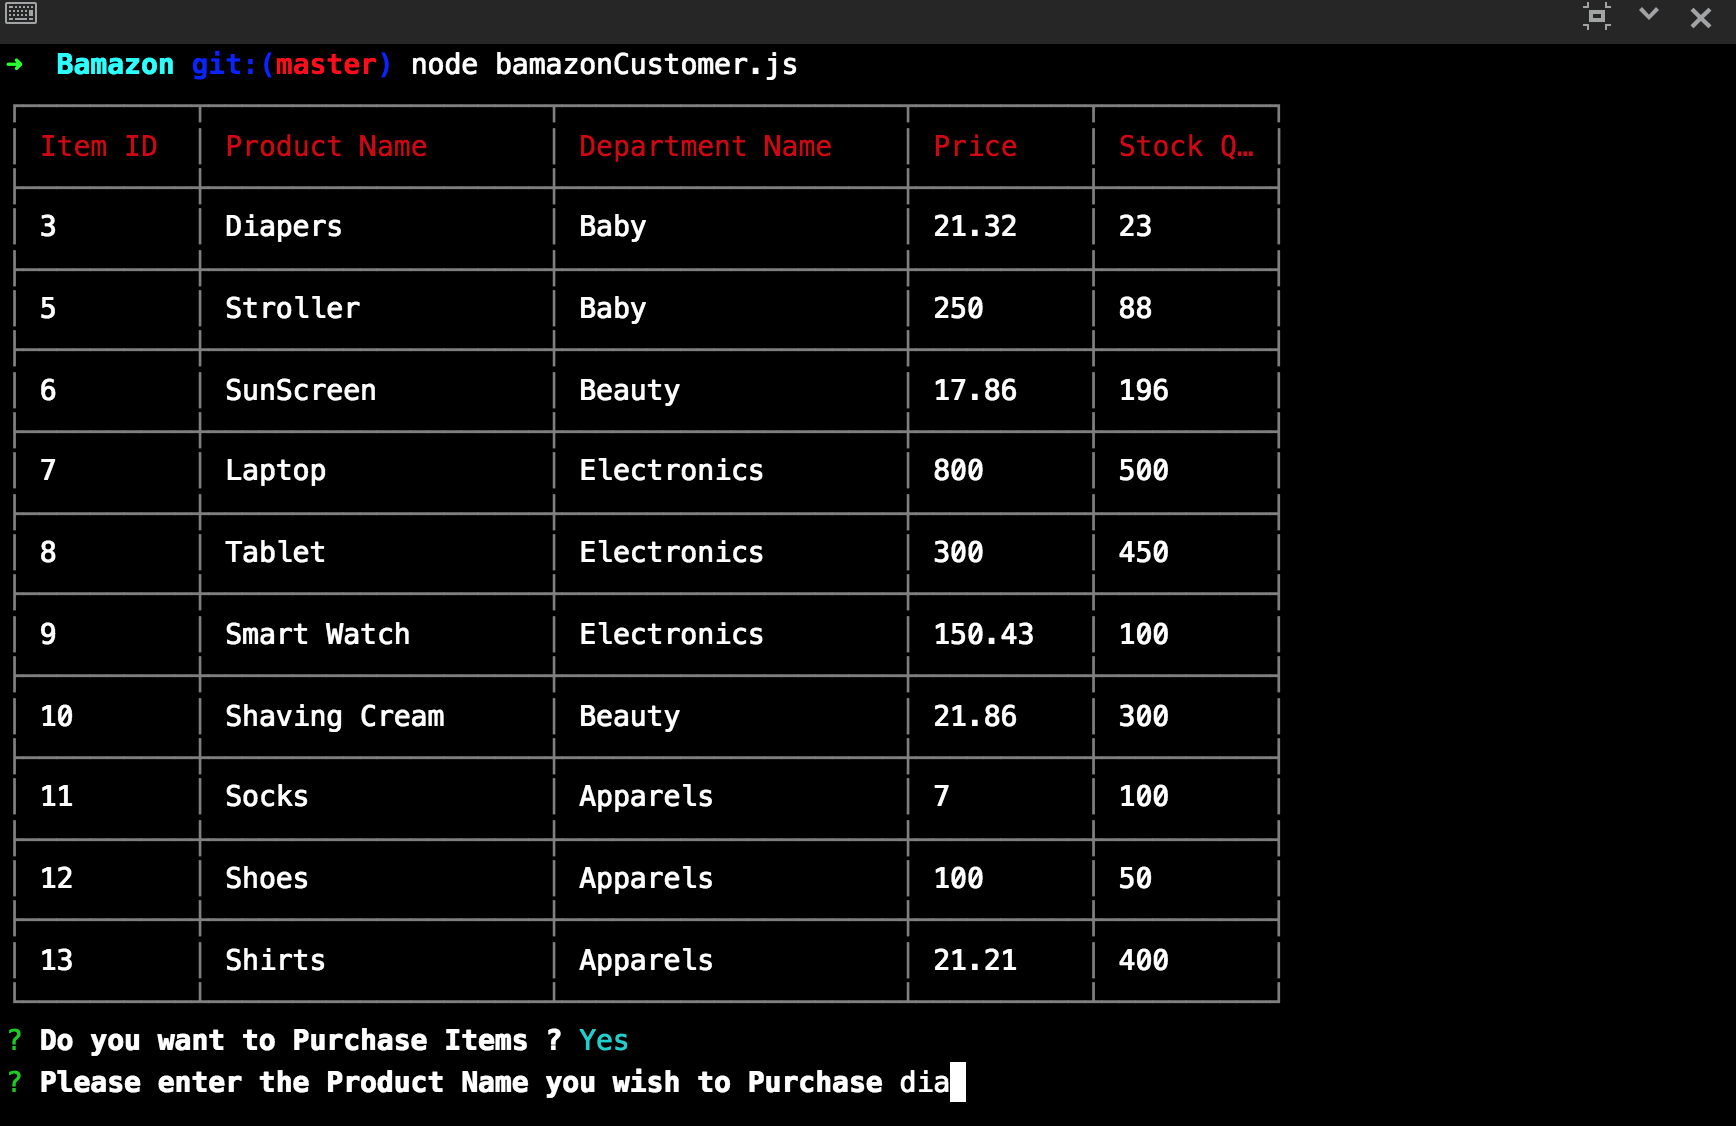 ➜ Bamazon git:(master) node bamazonCustomer.js
Item ID Product Name Department Name Price Stock Q…
3 Diapers Baby 21.32 23
5 Stroller Baby 250 88
6 SunScreen Beauty 17.86 196
7 Laptop Electronics 800 500
8 Tablet Electronics 300 450
9 Smart Watch Electronics 150.43 100
10 Shaving Cream Beauty 21.86 300
11 Socks Apparels 7 100
12 Shoes Apparels 100 50
13 Shirts Apparels 21.21 400
? Do you want to Purchase Items ? Yes
? Please enter the Product Name you wish to Purchase dia